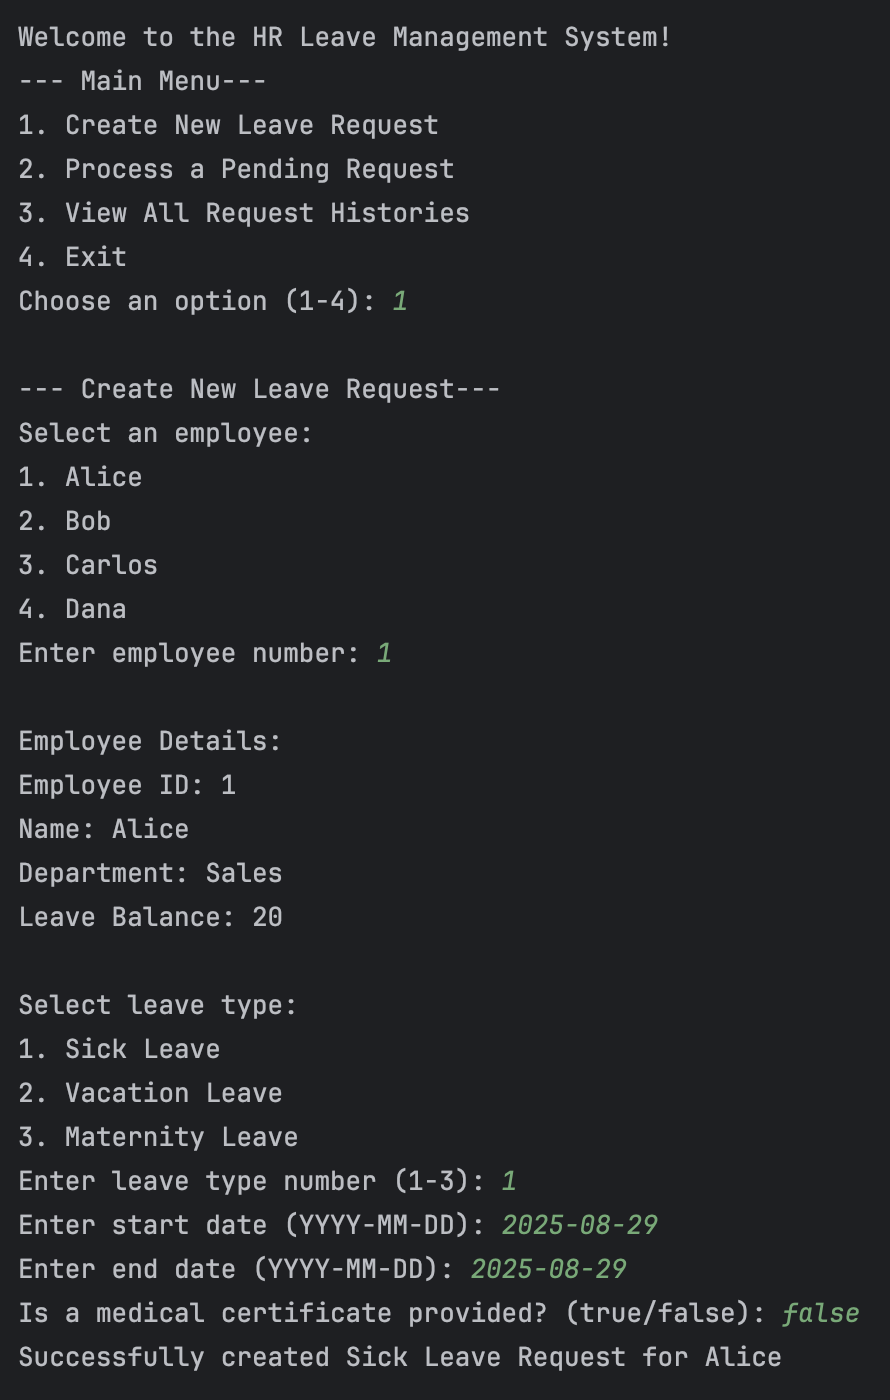 Welcome to the HR Leave Management System!
--- Main Menu---
1. Create New Leave Request
2. Process a Pending Request
3. View All Request Histories
4. Exit
Choose an option (1-4): 1
--- Create New Leave Request---
Select an employee:
1. Alice
2. Bob
3. Carlos
4. Dana
Enter employee number: 1
Employee Details:
Employee ID: 1
Name: Alice
Department: Sales
Leave Balance: 20
Select leave type:
1. Sick Leave
2. Vacation Leave
3. Maternity Leave
Enter leave type number (1-3): 1
Enter start date (YYYY-MM-DD): 2025-08-29
Enter end date (YYYY-MM-DD): 2025-08-29
Is a medical certificate provided? (true/false): false
Successfully created Sick Leave Request for Alice